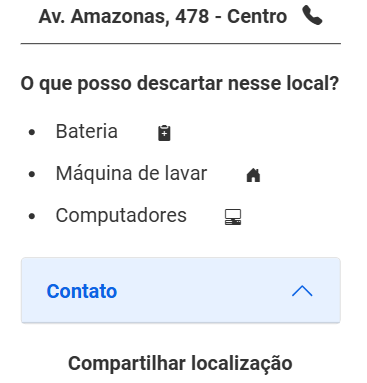 Av. Amazonas, 478 - Centro
O que posso descartar nesse local?
• Bateria
• Máquina de lavar
• Computadores
Contato
Compartilhar localização